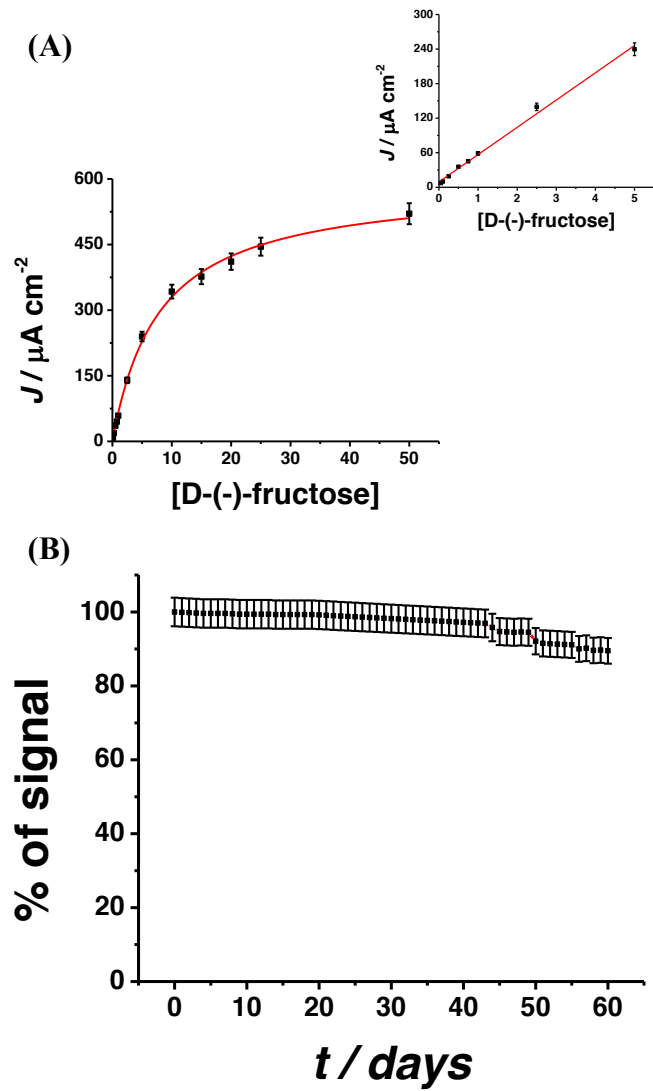 (A)
300
240
180
120
60
0
J / μA cm⁻²
0 1 2 3 4 5
[D-(-)-fructose]
600
450
300
150
0
J / μA cm⁻²
0 10 20 30 40 50
[D-(-)-fructose]
(B)
100
80
60
40
20
0
% of signal
0 10 20 30 40 50 60
t / days